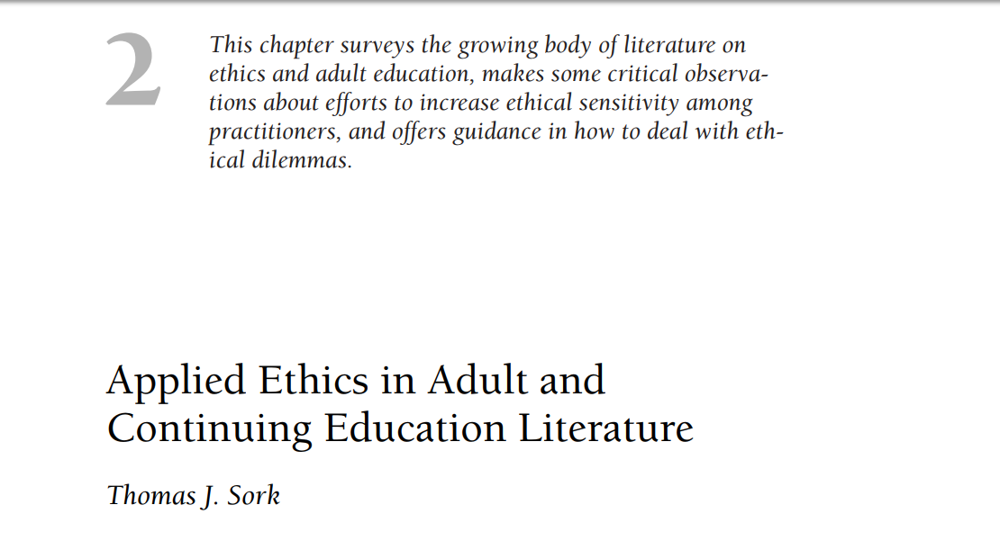 2
This chapter surveys the growing body of literature on
ethics and adult education, makes some critical observa-
tions about efforts to increase ethical sensitivity among
practitioners, and offers guidance in how to deal with eth-
ical dilemmas.
Applied Ethics in Adult and
Continuing Education Literature
Thomas J. Sork